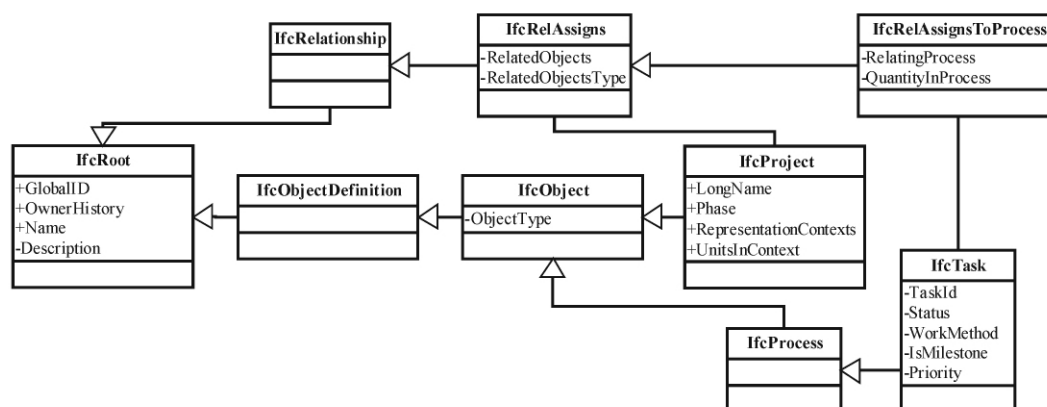 IfcRelationship
IfcRelAssigns
-RelatedObjects
-RelatedObjectsType
IfcRelAssignsToProcess
-RelatingProcess
-QuantityInProcess
IfcRoot
+GlobalID
+OwnerHistory
+Name
-Description
IfcObjectDefinition
IfcObject
-ObjectType
IfcProject
+LongName
+Phase
+RepresentationContexts
+UnitsInContext
IfcTask
-TaskId
-Status
-WorkMethod
-IsMilestone
-Priority
IfcProcess